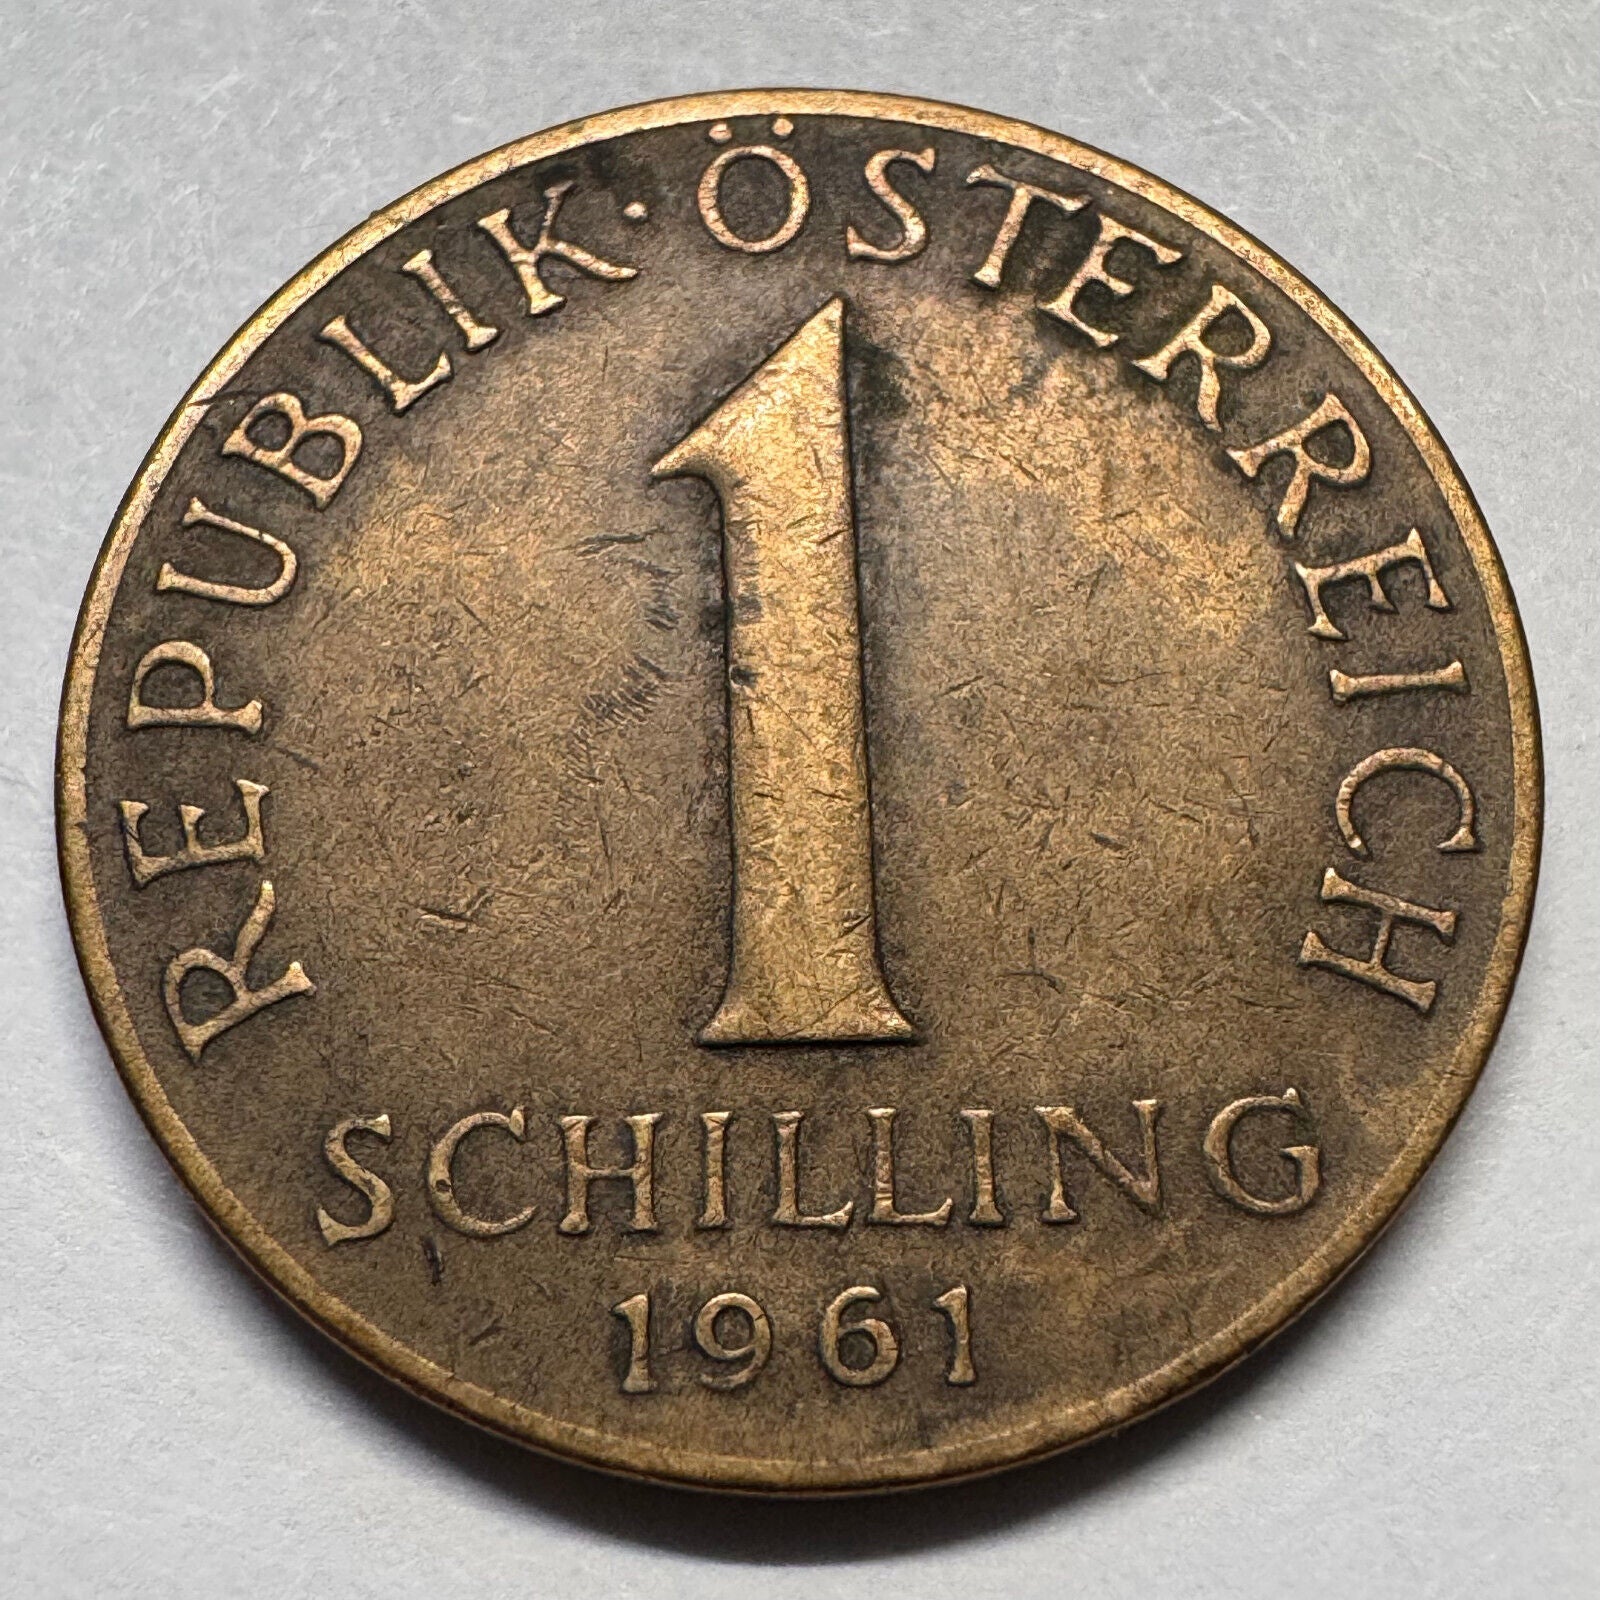 REPUBLIK · ÖSTERREICH
1
SCHILLING
1961